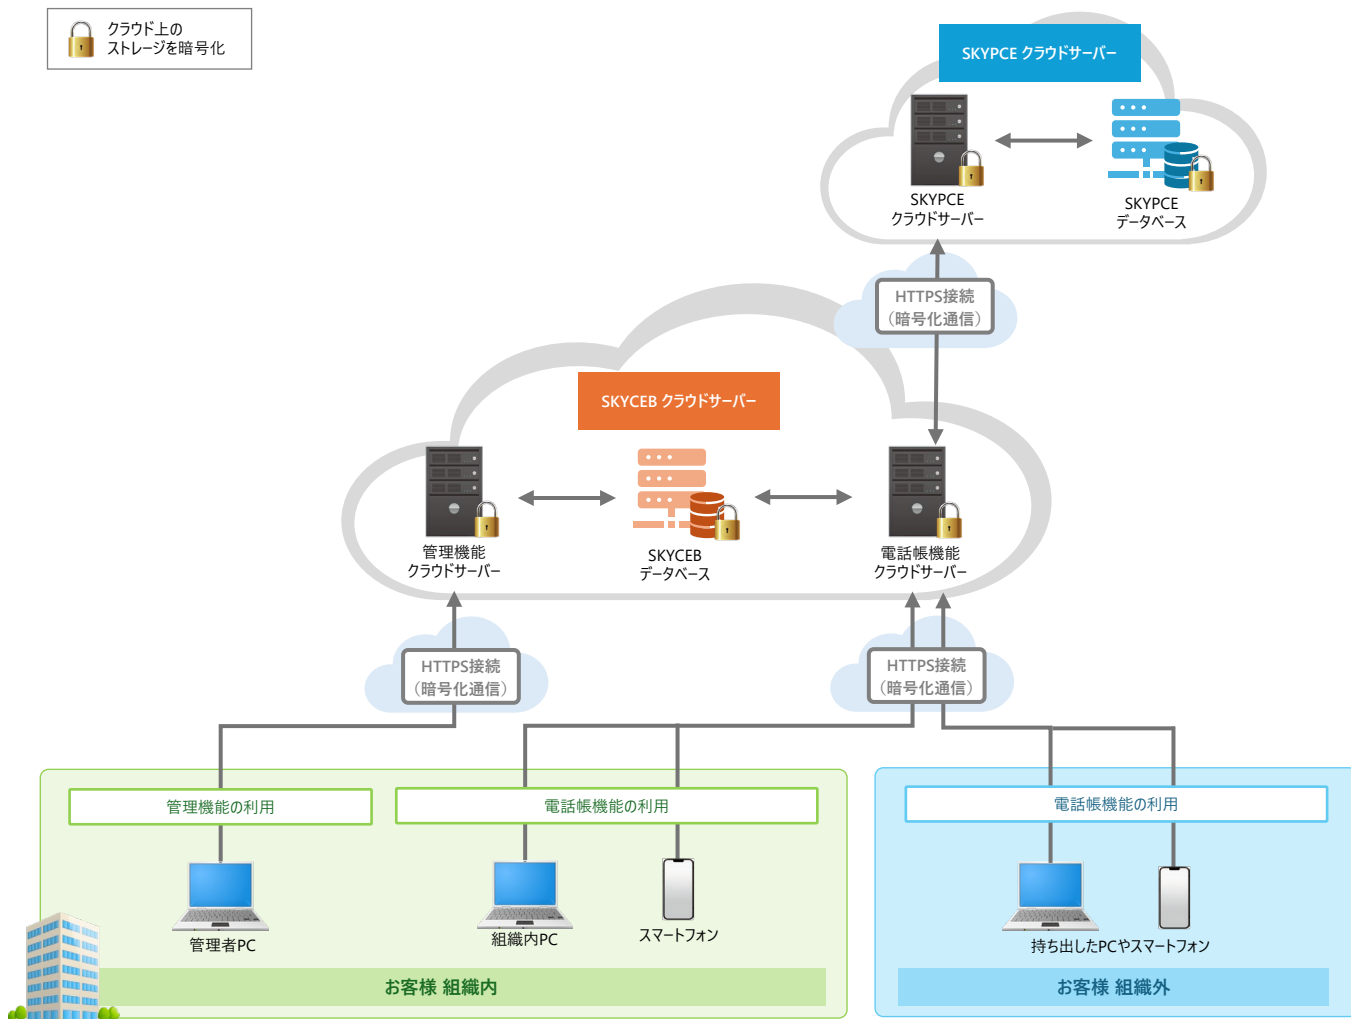 クラウド上の
ストレージを暗号化
SKYPCE クラウドサーバー
SKYPCE
クラウドサーバー
SKYPCE
データベース
HTTPS接続
（暗号化通信）
SKYCEB クラウドサーバー
管理機能
クラウドサーバー
SKYCEB
データベース
電話帳機能
クラウドサーバー
HTTPS接続
（暗号化通信）
HTTPS接続
（暗号化通信）
管理機能の利用
電話帳機能の利用
電話帳機能の利用
管理者PC
組織内PC
スマートフォン
持ち出したPCやスマートフォン
お客様 組織内
お客様 組織外